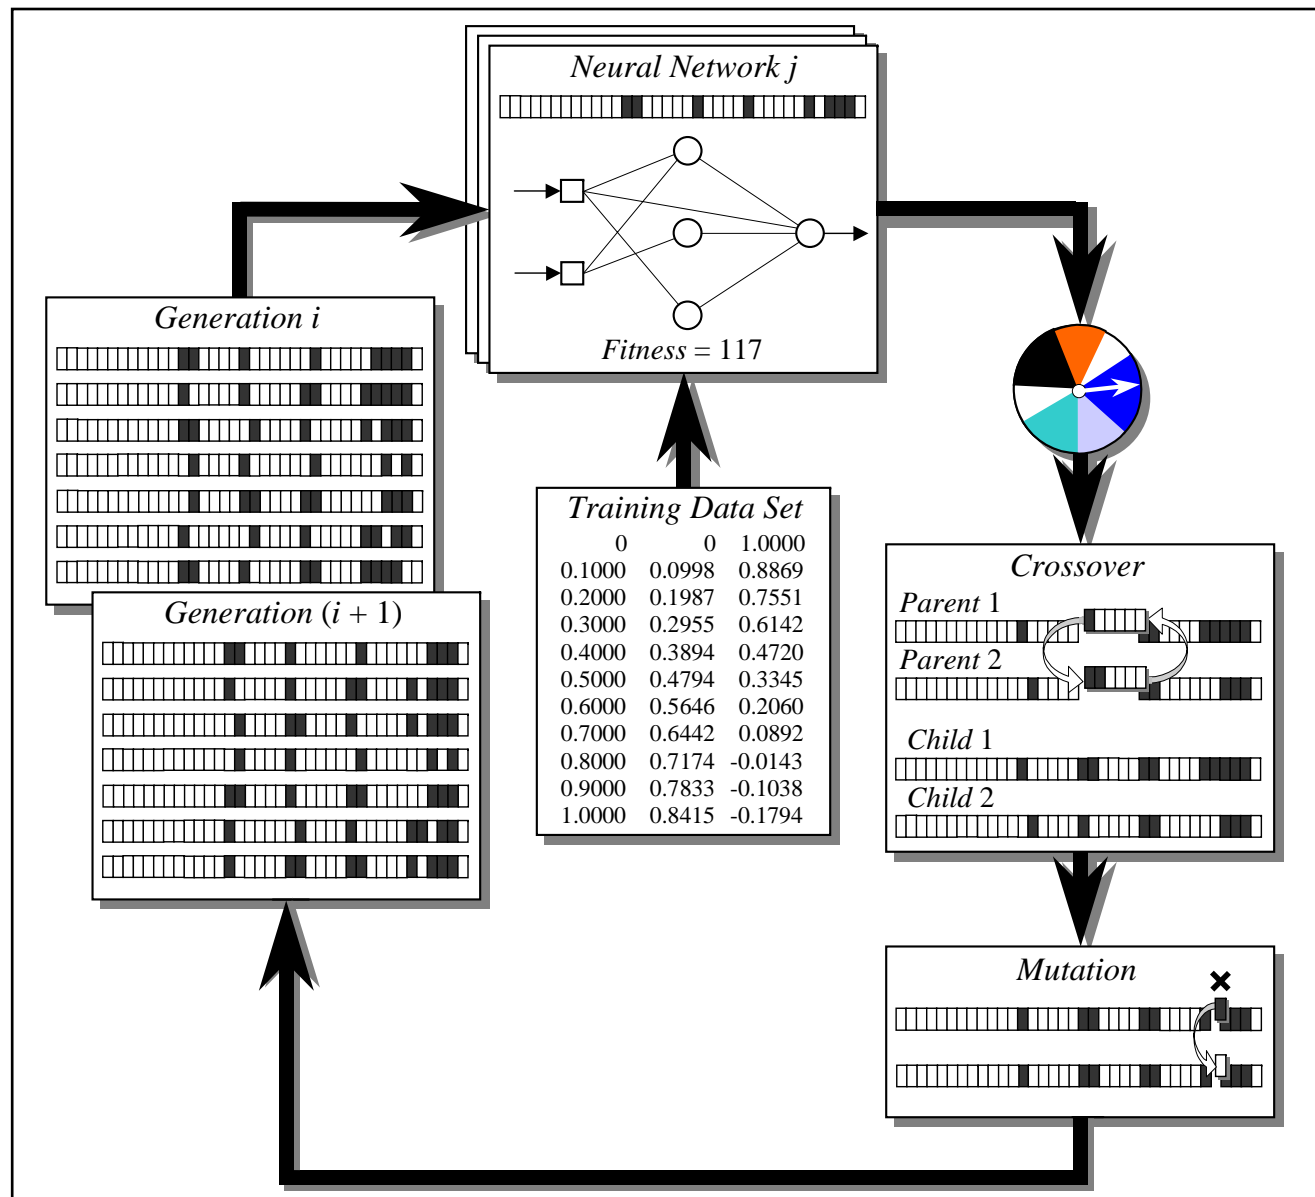 Neural Network j
Fitness = 117
Generation i
Generation (i + 1)
Training Data Set
0 0 1.0000
0.1000 0.0998 0.8869
0.2000 0.1987 0.7551
0.3000 0.2955 0.6142
0.4000 0.3894 0.4720
0.5000 0.4794 0.3345
0.6000 0.5646 0.2060
0.7000 0.6442 0.0892
0.8000 0.7174 -0.0143
0.9000 0.7833 -0.1038
1.0000 0.8415 -0.1794
Crossover
Parent 1
Parent 2
Child 1
Child 2
Mutation